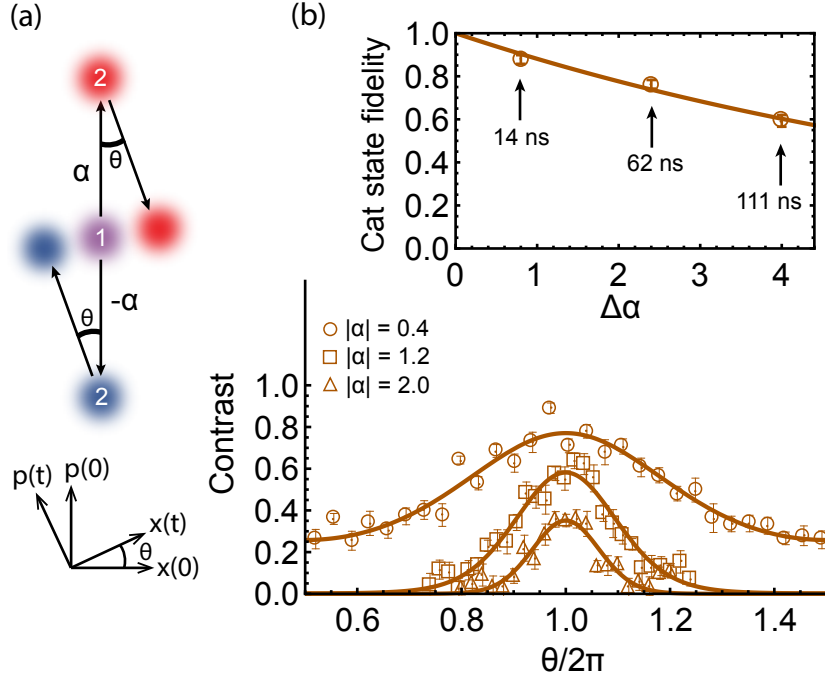 (a)
2
θ
α
1
-α
θ
2
p(t)
p(0)
x(t)
θ
x(0)
(b)
Cat state fidelity
1.0
0.8
0.6
0.4
0.2
0.0
14 ns
62 ns
111 ns
0 1 2 3 4
Δα
|α| = 0.4
|α| = 1.2
|α| = 2.0
Contrast
1.0
0.8
0.6
0.4
0.2
0.0
0.6 0.8 1.0 1.2 1.4
θ/2π